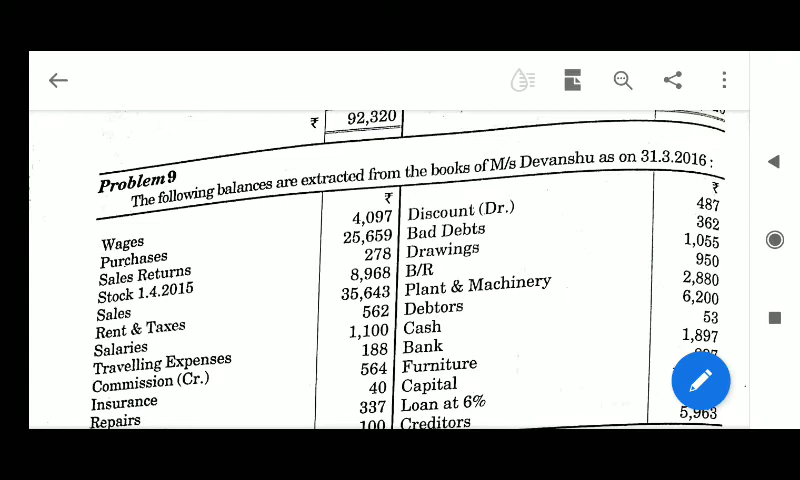 ₹ 92,320
Problem 9
The following balances are extracted from the books of M/s Devanshu as on 31.3.2016 :
₹ ₹
Wages 4,097 Discount (Dr.) 487
Purchases 25,659 Bad Debts 362
Sales Returns 278 Drawings 1,055
Stock 1.4.2015 8,968 B/R 950
Sales 35,643 Plant & Machinery 2,880
Rent & Taxes 562 Debtors 6,200
Salaries 1,100 Cash 53
Travelling Expenses 188 Bank 1,897
Commission (Cr.) 564 Furniture
Insurance 40 Capital
Repairs 337 Loan at 6%
100 Creditors 5,963